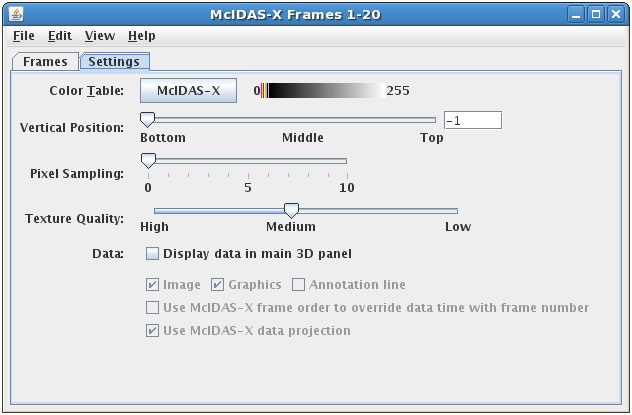 McIDAS-X Frames 1-20
File Edit View Help
Frames Settings
Color Table: McIDAS-X 0 255
Vertical Position: -1
Bottom Middle Top
Pixel Sampling:
0 5 10
Texture Quality:
High Medium Low
Data: Display data in main 3D panel
Image Graphics Annotation line
Use McIDAS-X frame order to override data time with frame number
Use McIDAS-X data projection